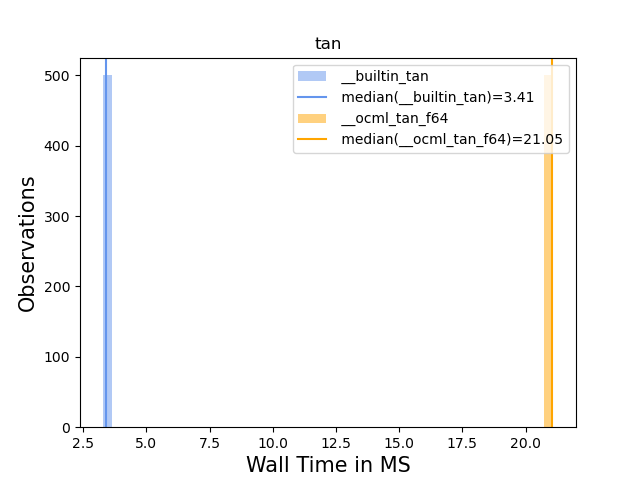 tan
500
400
300
200
100
0
Observations
__builtin_tan
median(__builtin_tan)=3.41
__ocml_tan_f64
median(__ocml_tan_f64)=21.05
2.5 5.0 7.5 10.0 12.5 15.0 17.5 20.0
Wall Time in MS